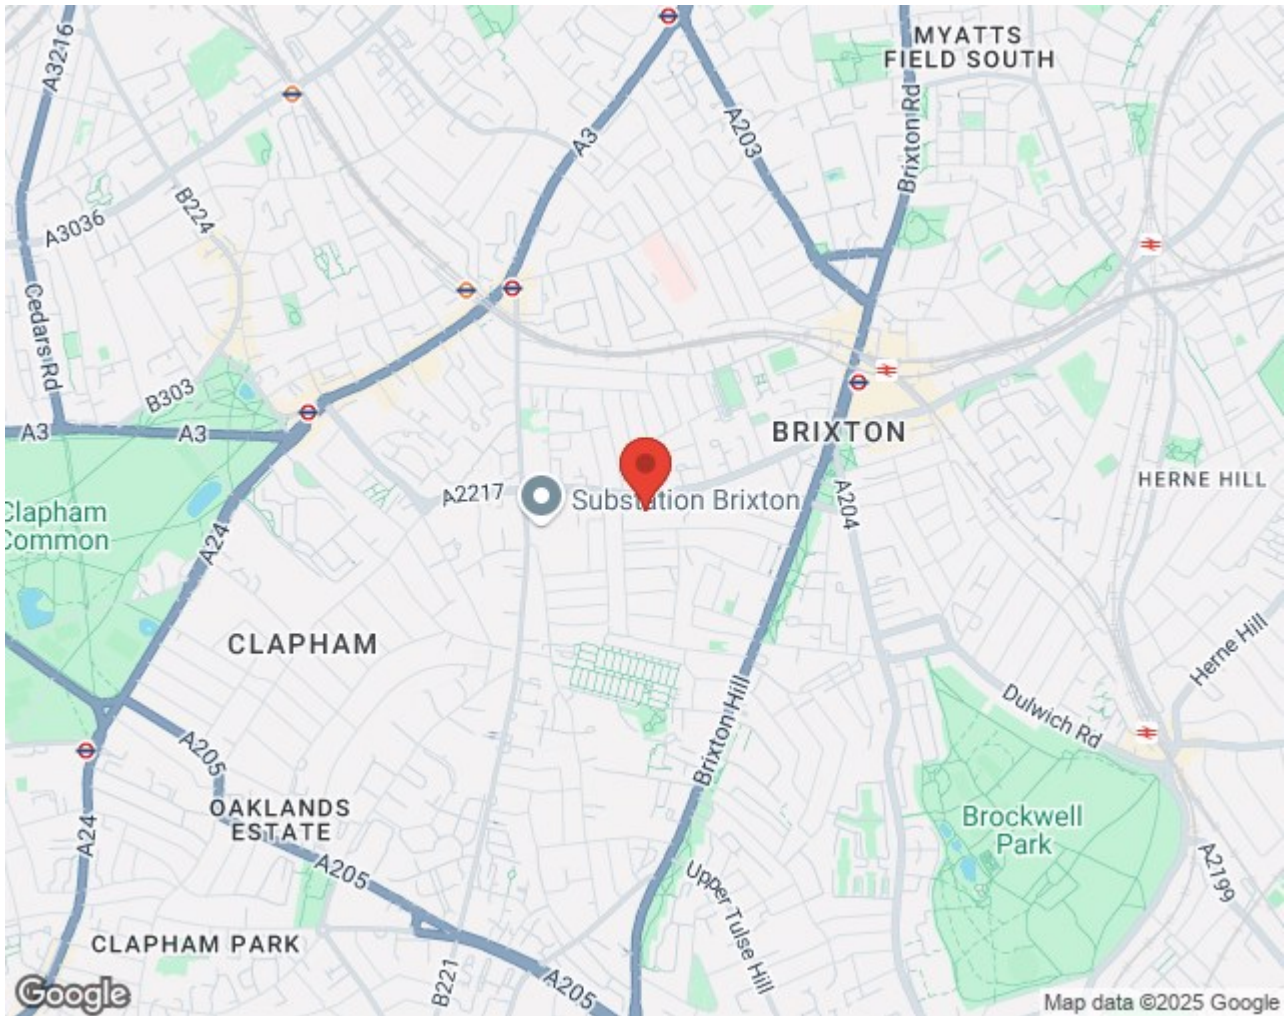 MYATTS
FIELD SOUTH
A3216
A3
A203
Brixton Rd
B224
A3036
Cedars Rd
B303
A3
A3
BRIXTON
HERNE HILL
A2217
Substation Brixton
A204
Clapham
Common
A24
CLAPHAM
Herne Hill
Dulwich Rd
Brixton Hill
A205
OAKLANDS
ESTATE
Brockwell
Park
A24
A205
Upper Tulse Hill
A2199
CLAPHAM PARK
B221
A205
Google
Map data ©2025 Google